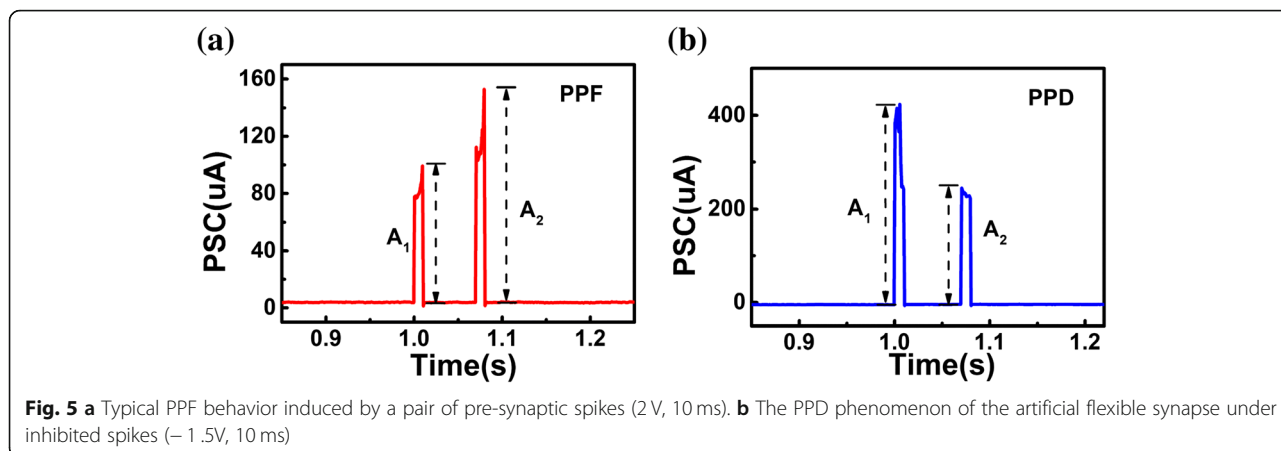 (a)
PSC(uA)
160
120
80
40
0
PPF
A1
A2
0.9 1.0 1.1 1.2
Time(s)
(b)
PSC(uA)
400
200
0
PPD
A1
A2
0.9 1.0 1.1 1.2
Time(s)
Fig. 5 a Typical PPF behavior induced by a pair of pre-synaptic spikes (2 V, 10 ms). b The PPD phenomenon of the artificial flexible synapse under
inhibited spikes (− 1 .5V, 10 ms)